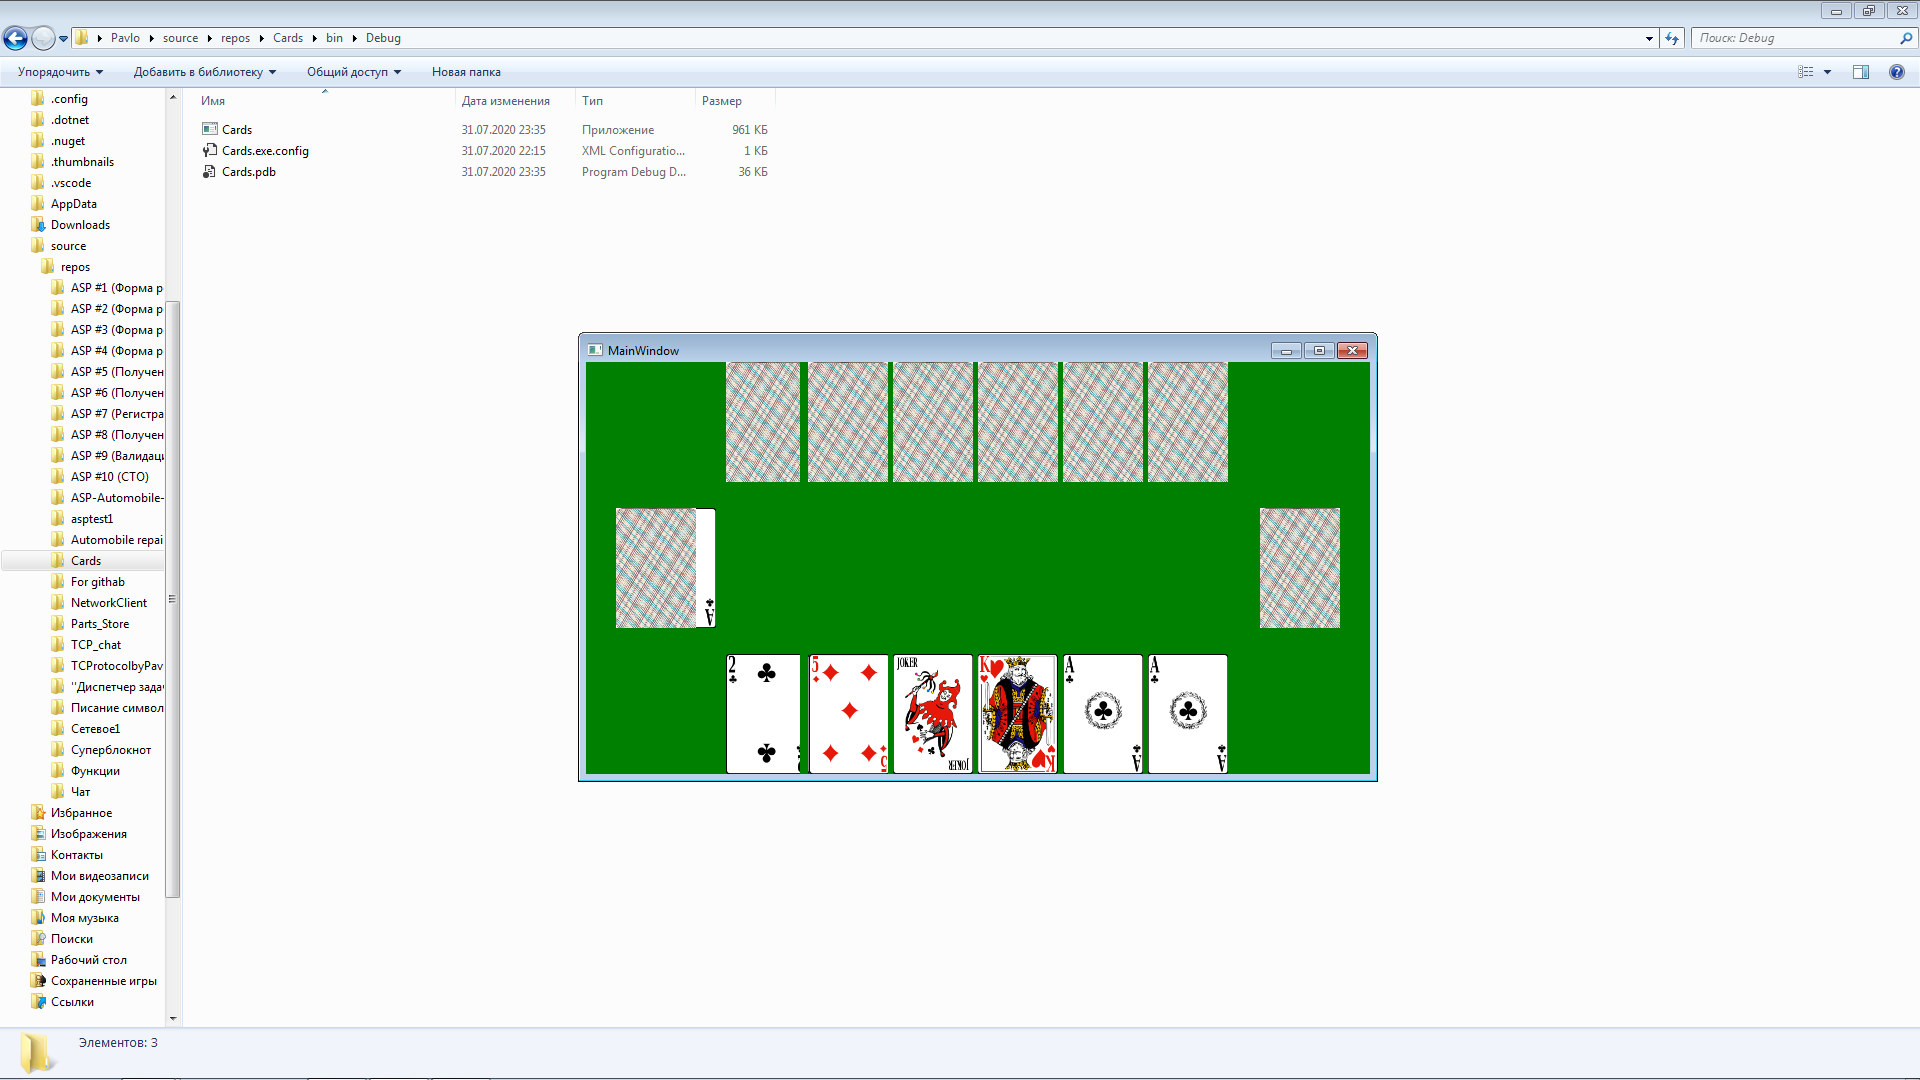 Pavlo source repos Cards bin Debug
Поиск: Debug
Упорядочить Добавить в библиотеку Общий доступ Новая папка
Имя Дата изменения Тип Размер
Cards 31.07.2020 23:35 Приложение 961 КБ
Cards.exe.config 31.07.2020 22:15 XML Configuratio... 1 КБ
Cards.pdb 31.07.2020 23:35 Program Debug D... 36 КБ
.config
.dotnet
.nuget
.thumbnails
.vscode
AppData
Downloads
source
repos
ASP #1 (Форма р
ASP #2 (Форма р
ASP #3 (Форма р
ASP #4 (Форма р
ASP #5 (Получен
ASP #6 (Получен
ASP #7 (Регистра
ASP #8 (Получен
ASP #9 (Валидаци
ASP #10 (СТО)
ASP-Automobile-
asptest1
Automobile repai
Cards
For githab
NetworkClient
Parts_Store
TCP_chat
TCProtocolbyPav
''Диспетчер задач
Писание символ
Сетевое1
Суперблокнот
Функции
Чат
Избранное
Изображения
Контакты
Мои видеозаписи
Мои документы
Моя музыка
Поиски
Рабочий стол
Сохраненные игры
Ссылки
MainWindow
A
2 5 JOKER K A A
2 5 JOKER K A A
Элементов: 3